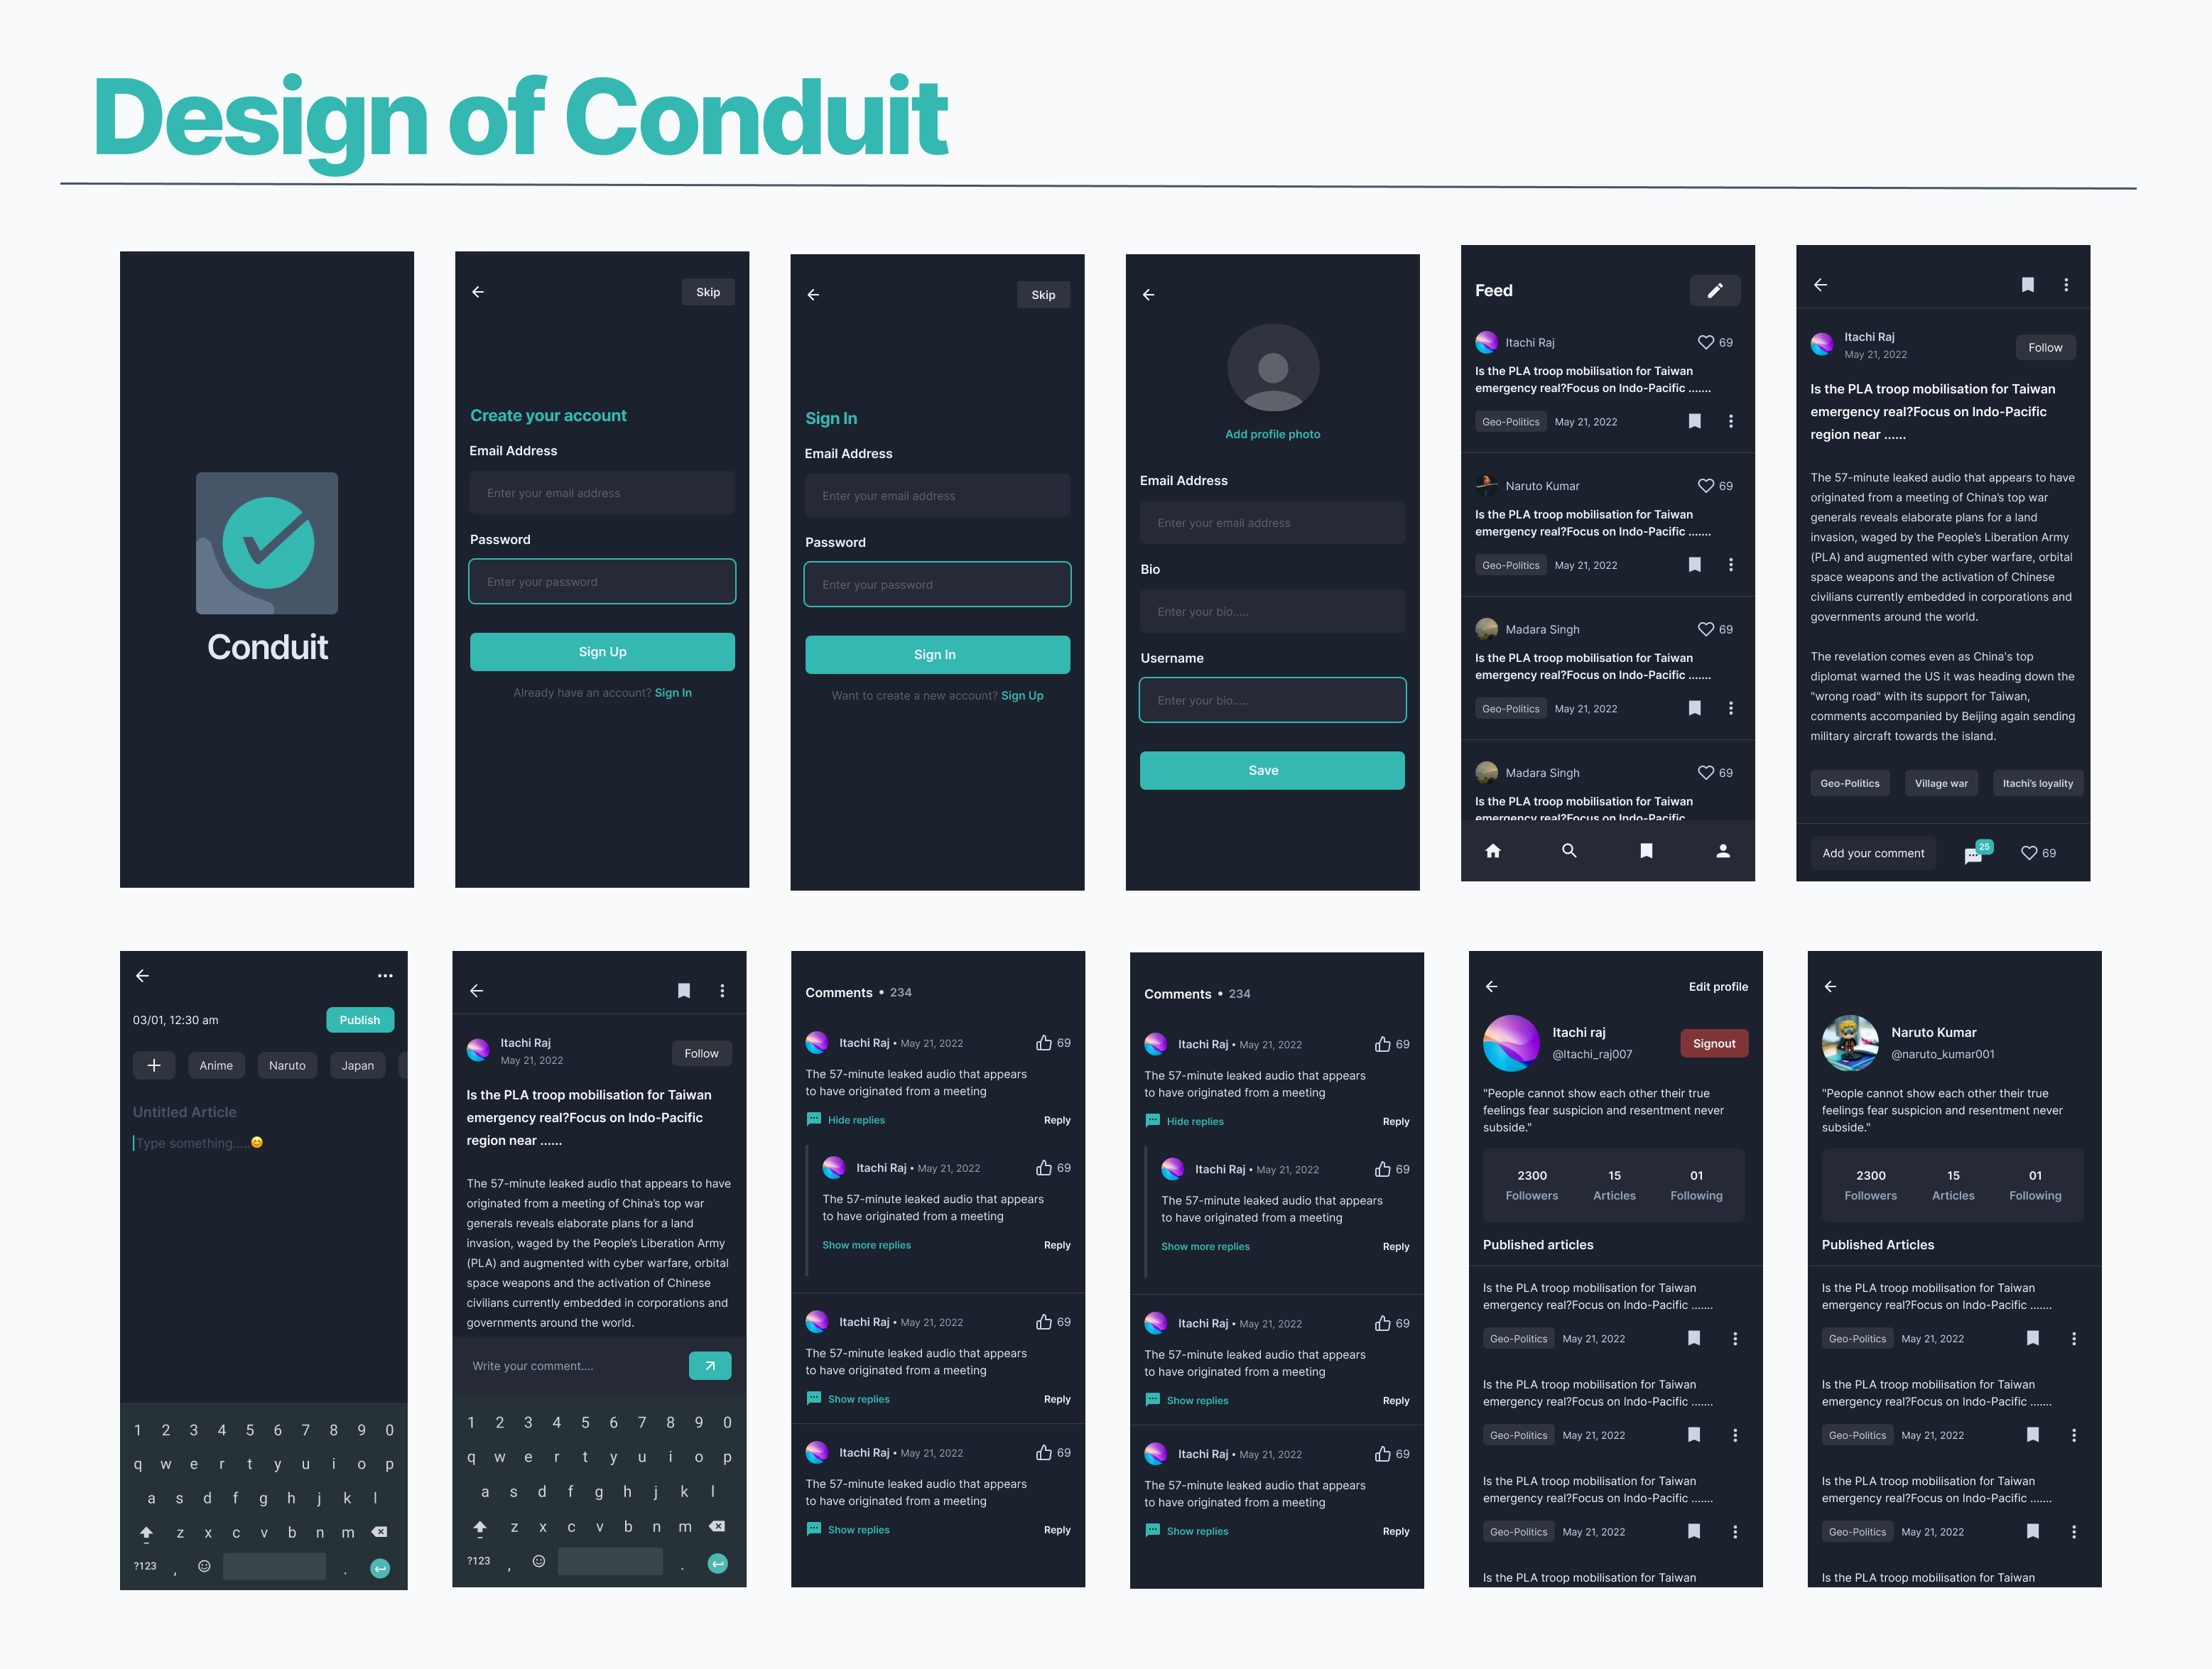 Design of Conduit
Conduit
Skip
Create your account
Email Address
Enter your email address
Password
Enter your password
Sign Up
Already have an account? Sign In
Skip
Sign In
Email Address
Enter your email address
Password
Enter your password
Sign In
Want to create a new account? Sign Up
Add profile photo
Email Address
Enter your email address
Bio
Enter your bio.....
Username
Enter your bio.....
Save
Feed
Itachi Raj 69
Is the PLA troop mobilisation for Taiwan
emergency real?Focus on Indo-Pacific .......
Geo-Politics May 21, 2022
Naruto Kumar 69
Is the PLA troop mobilisation for Taiwan
emergency real?Focus on Indo-Pacific .......
Geo-Politics May 21, 2022
Madara Singh 69
Is the PLA troop mobilisation for Taiwan
emergency real?Focus on Indo-Pacific .......
Geo-Politics May 21, 2022
Madara Singh 69
Is the PLA troop mobilisation for Taiwan
emergency real?Focus on Indo-Pacific .......
Itachi Raj
May 21, 2022
Follow
Is the PLA troop mobilisation for Taiwan
emergency real?Focus on Indo-Pacific
region near ......
The 57-minute leaked audio that appears to have
originated from a meeting of China's top war
generals reveals elaborate plans for a land
invasion, waged by the People's Liberation Army
(PLA) and augmented with cyber warfare, orbital
space weapons and the activation of Chinese
civilians currently embedded in corporations and
governments around the world.
The revelation comes even as China's top
diplomat warned the US it was heading down the
"wrong road" with its support for Taiwan,
comments accompanied by Beijing again sending
military aircraft towards the island.
Geo-Politics Village war Itachi's loyality
Add your comment 25 69
03/01, 12:30 am Publish
Anime Naruto Japan
Untitled Article
Type something.....😊
1 2 3 4 5 6 7 8 9 0
q w e r t y u i o p
a s d f g h j k l
z x c v b n m
?123 , .
Itachi Raj
May 21, 2022
Follow
Is the PLA troop mobilisation for Taiwan
emergency real?Focus on Indo-Pacific
region near ......
The 57-minute leaked audio that appears to have
originated from a meeting of China's top war
generals reveals elaborate plans for a land
invasion, waged by the People's Liberation Army
(PLA) and augmented with cyber warfare, orbital
space weapons and the activation of Chinese
civilians currently embedded in corporations and
governments around the world.
Write your comment....
1 2 3 4 5 6 7 8 9 0
q w e r t y u i o p
a s d f g h j k l
z x c v b n m
?123 , .
Comments • 234
Itachi Raj • May 21, 2022 69
The 57-minute leaked audio that appears
to have originated from a meeting
Hide replies Reply
Itachi Raj • May 21, 2022 69
The 57-minute leaked audio that appears
to have originated from a meeting
Show more replies Reply
Itachi Raj • May 21, 2022 69
The 57-minute leaked audio that appears
to have originated from a meeting
Show replies Reply
Itachi Raj • May 21, 2022 69
The 57-minute leaked audio that appears
to have originated from a meeting
Show replies Reply
Comments • 234
Itachi Raj • May 21, 2022 69
The 57-minute leaked audio that appears
to have originated from a meeting
Hide replies Reply
Itachi Raj • May 21, 2022 69
The 57-minute leaked audio that appears
to have originated from a meeting
Show more replies Reply
Itachi Raj • May 21, 2022 69
The 57-minute leaked audio that appears
to have originated from a meeting
Show replies Reply
Itachi Raj • May 21, 2022 69
The 57-minute leaked audio that appears
to have originated from a meeting
Show replies Reply
Edit profile
Itachi raj
@Itachi_raj007
Signout
"People cannot show each other their true
feelings fear suspicion and resentment never
subside."
2300 15 01
Followers Articles Following
Published articles
Is the PLA troop mobilisation for Taiwan
emergency real?Focus on Indo-Pacific .......
Geo-Politics May 21, 2022
Is the PLA troop mobilisation for Taiwan
emergency real?Focus on Indo-Pacific .......
Geo-Politics May 21, 2022
Is the PLA troop mobilisation for Taiwan
emergency real?Focus on Indo-Pacific .......
Geo-Politics May 21, 2022
Is the PLA troop mobilisation for Taiwan
Naruto Kumar
@naruto_kumar001
"People cannot show each other their true
feelings fear suspicion and resentment never
subside."
2300 15 01
Followers Articles Following
Published Articles
Is the PLA troop mobilisation for Taiwan
emergency real?Focus on Indo-Pacific .......
Geo-Politics May 21, 2022
Is the PLA troop mobilisation for Taiwan
emergency real?Focus on Indo-Pacific .......
Geo-Politics May 21, 2022
Is the PLA troop mobilisation for Taiwan
emergency real?Focus on Indo-Pacific .......
Geo-Politics May 21, 2022
Is the PLA troop mobilisation for Taiwan